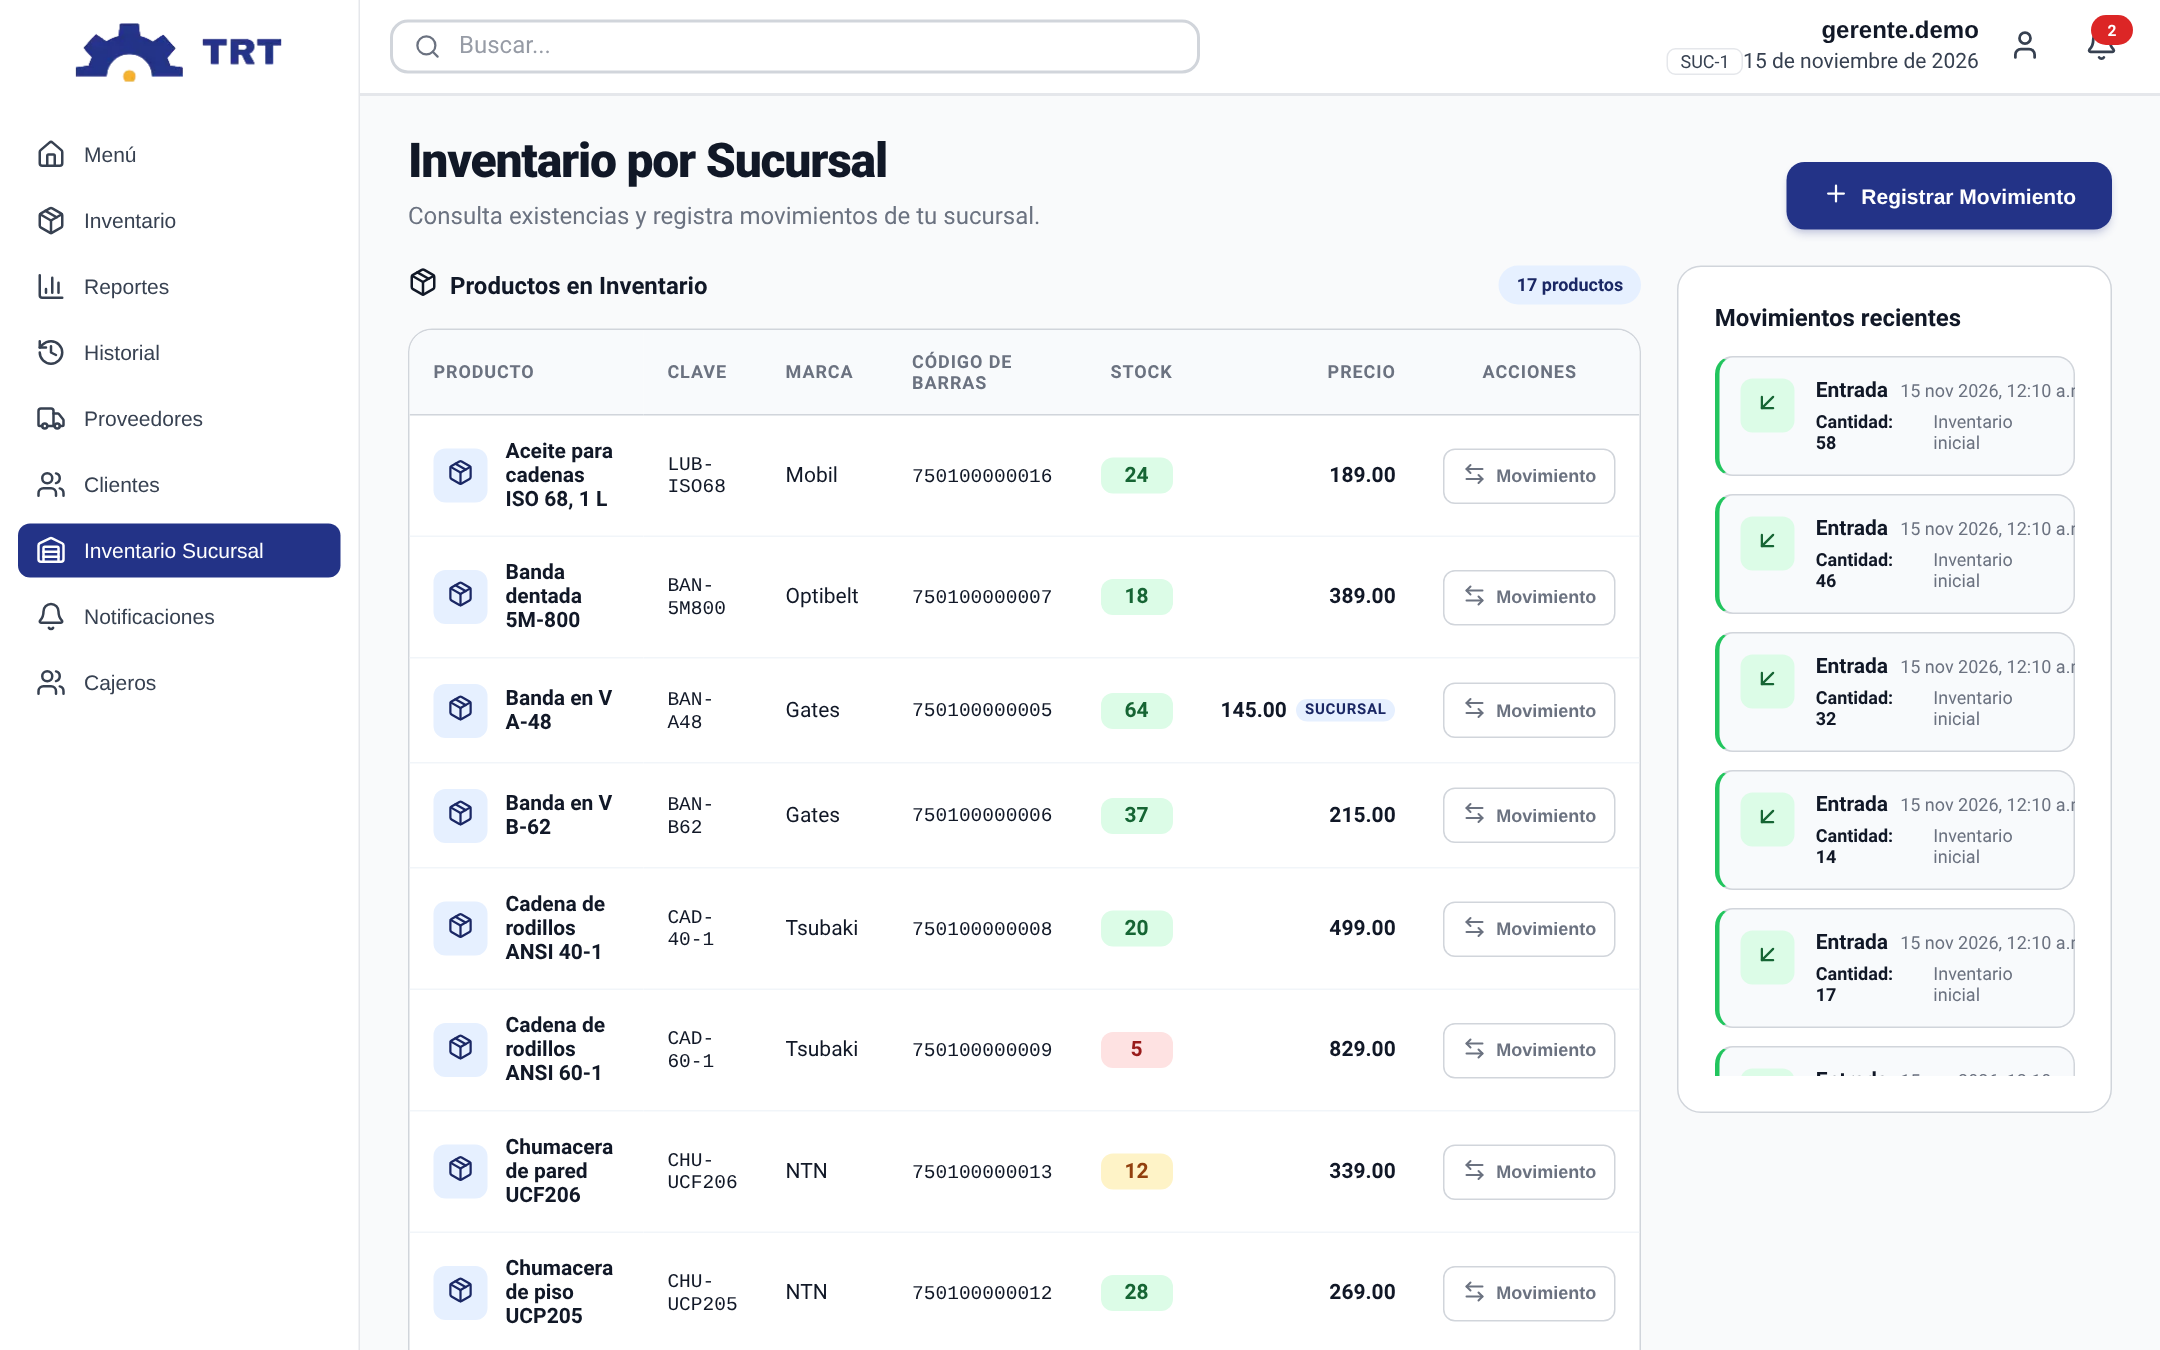 TRT
Buscar...
gerente.demo
SUC-1 15 de noviembre de 2026
2
Menú
Inventario
Reportes
Historial
Proveedores
Clientes
Inventario Sucursal
Notificaciones
Cajeros
Inventario por Sucursal
Consulta existencias y registra movimientos de tu sucursal.
Registrar Movimiento
Productos en Inventario
17 productos
PRODUCTO CLAVE MARCA CÓDIGO DE BARRAS STOCK PRECIO ACCIONES
Aceite para
cadenas
ISO 68, 1 L
LUB-
ISO68
Mobil 750100000016 24 189.00 Movimiento
Banda
dentada
5M-800
BAN-
5M800
Optibelt 750100000007 18 389.00 Movimiento
Banda en V
A-48
BAN-
A48
Gates 750100000005 64 145.00 SUCURSAL Movimiento
Banda en V
B-62
BAN-
B62
Gates 750100000006 37 215.00 Movimiento
Cadena de
rodillos
ANSI 40-1
CAD-
40-1
Tsubaki 750100000008 20 499.00 Movimiento
Cadena de
rodillos
ANSI 60-1
CAD-
60-1
Tsubaki 750100000009 5 829.00 Movimiento
Chumacera
de pared
UCF206
CHU-
UCF206
NTN 750100000013 12 339.00 Movimiento
Chumacera
de piso
UCP205
CHU-
UCP205
NTN 750100000012 28 269.00 Movimiento
Movimientos recientes
Entrada 15 nov 2026, 12:10 a.
Cantidad: Inventario
58 inicial
Entrada 15 nov 2026, 12:10 a.
Cantidad: Inventario
46 inicial
Entrada 15 nov 2026, 12:10 a.
Cantidad: Inventario
32 inicial
Entrada 15 nov 2026, 12:10 a.
Cantidad: Inventario
14 inicial
Entrada 15 nov 2026, 12:10 a.
Cantidad: Inventario
17 inicial